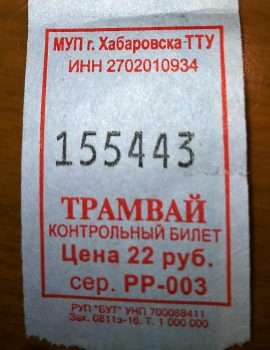 МУП г. Хабаровска ТТУ
ИНН 2702010934
155443
ТРАМВАЙ
КОНТРОЛЬНЫЙ БИЛЕТ
Цена 22 руб.
сер. РР-003
РУП "БУТ" УНП 700088411
Зак. 0811э-16. Т. 1 000 000